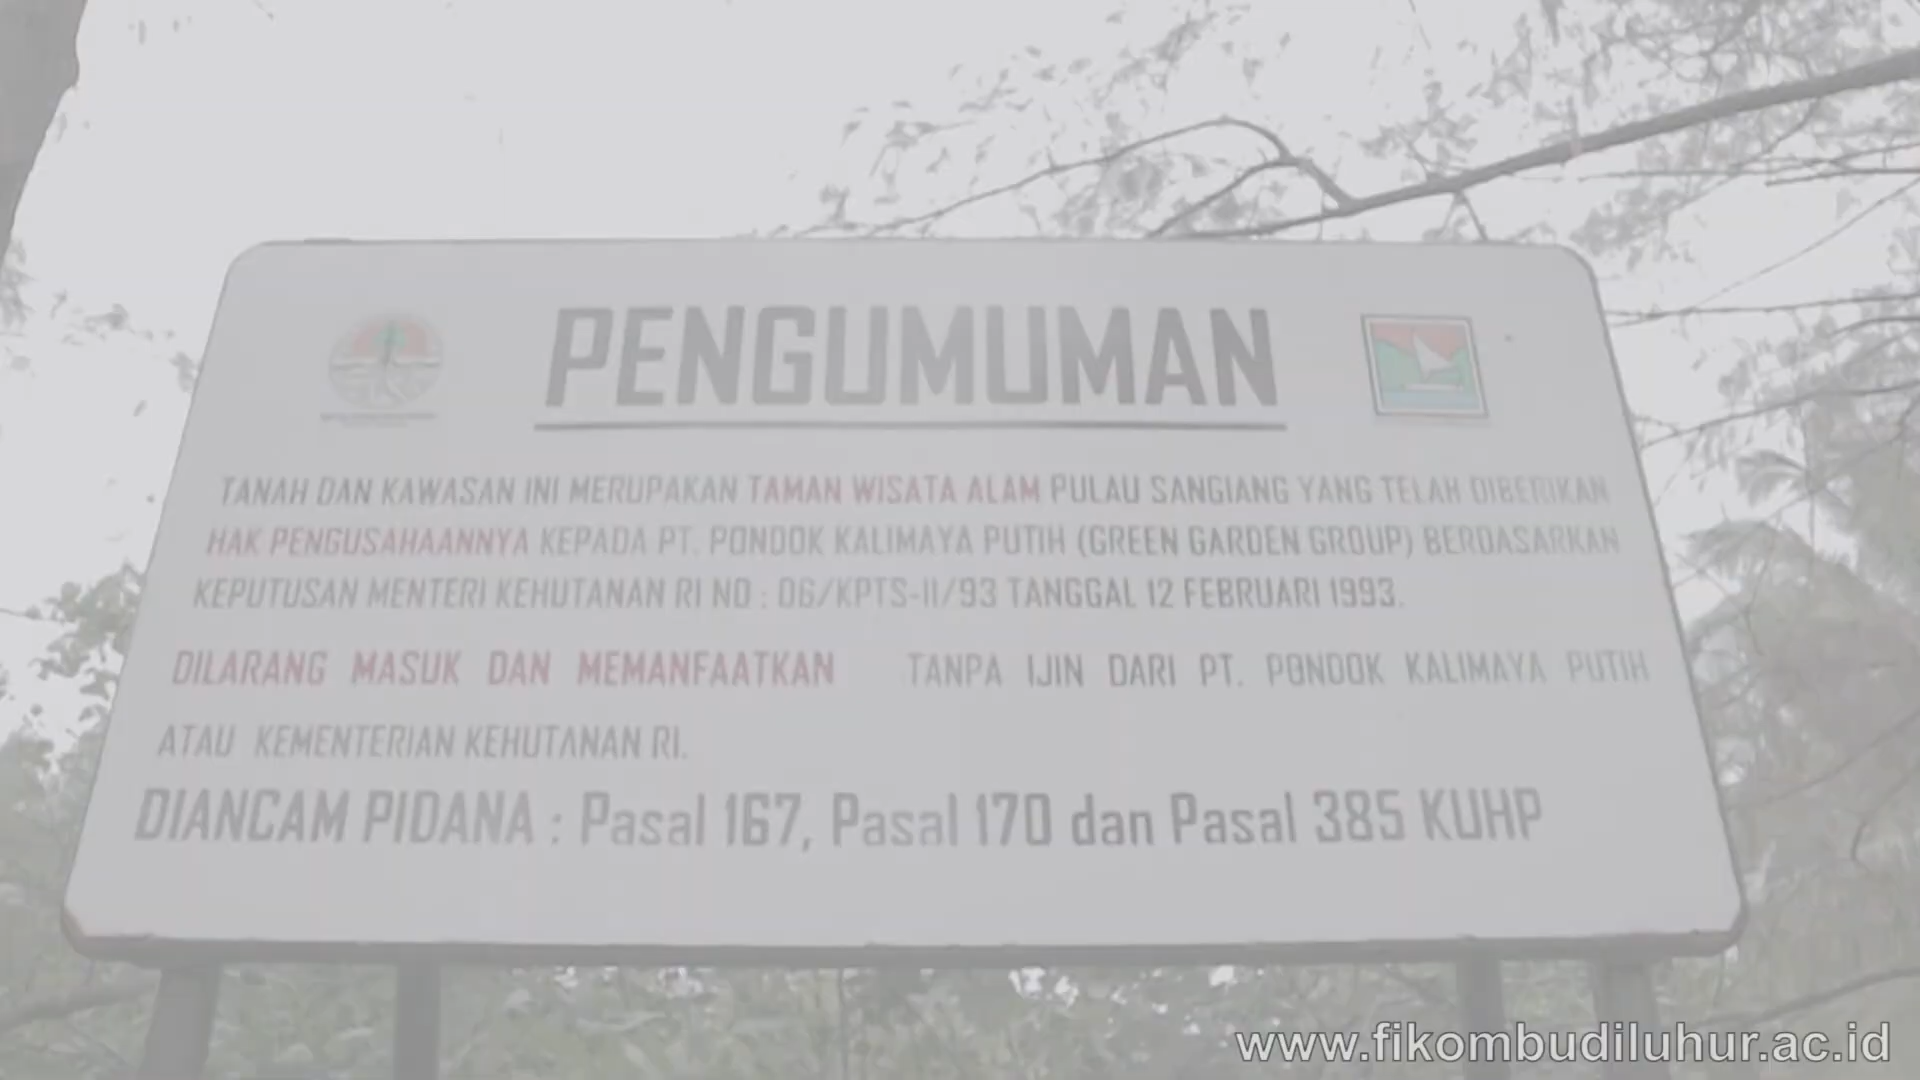 PENGUMUMAN
TANAH DAN KAWASAN INI MERUPAKAN TAMAN WISATA ALAM PULAU SANGIANG YANG TELAH DIBERIKAN
HAK PENGUSAHAANNYA KEPADA PT. PONDOK KALIMAYA PUTIH (GREEN GARDEN GROUP) BERDASARKAN
KEPUTUSAN MENTERI KEHUTANAN RI NO : 06/KPTS-II/93 TANGGAL 12 FEBRUARI 1993.
DILARANG MASUK DAN MEMANFAATKAN TANPA IJIN DARI PT. PONDOK KALIMAYA PUTIH
ATAU KEMENTERIAN KEHUTANAN RI.
DIANCAM PIDANA : Pasal 167, Pasal 170 dan Pasal 385 KUHP
www.fikombudiluhur.ac.id